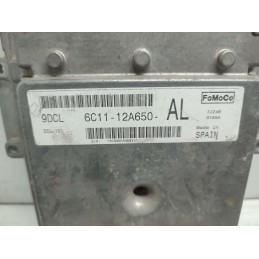 FoMoCo
9DCL 6C11-12A650- AL
Made in
SPAIN